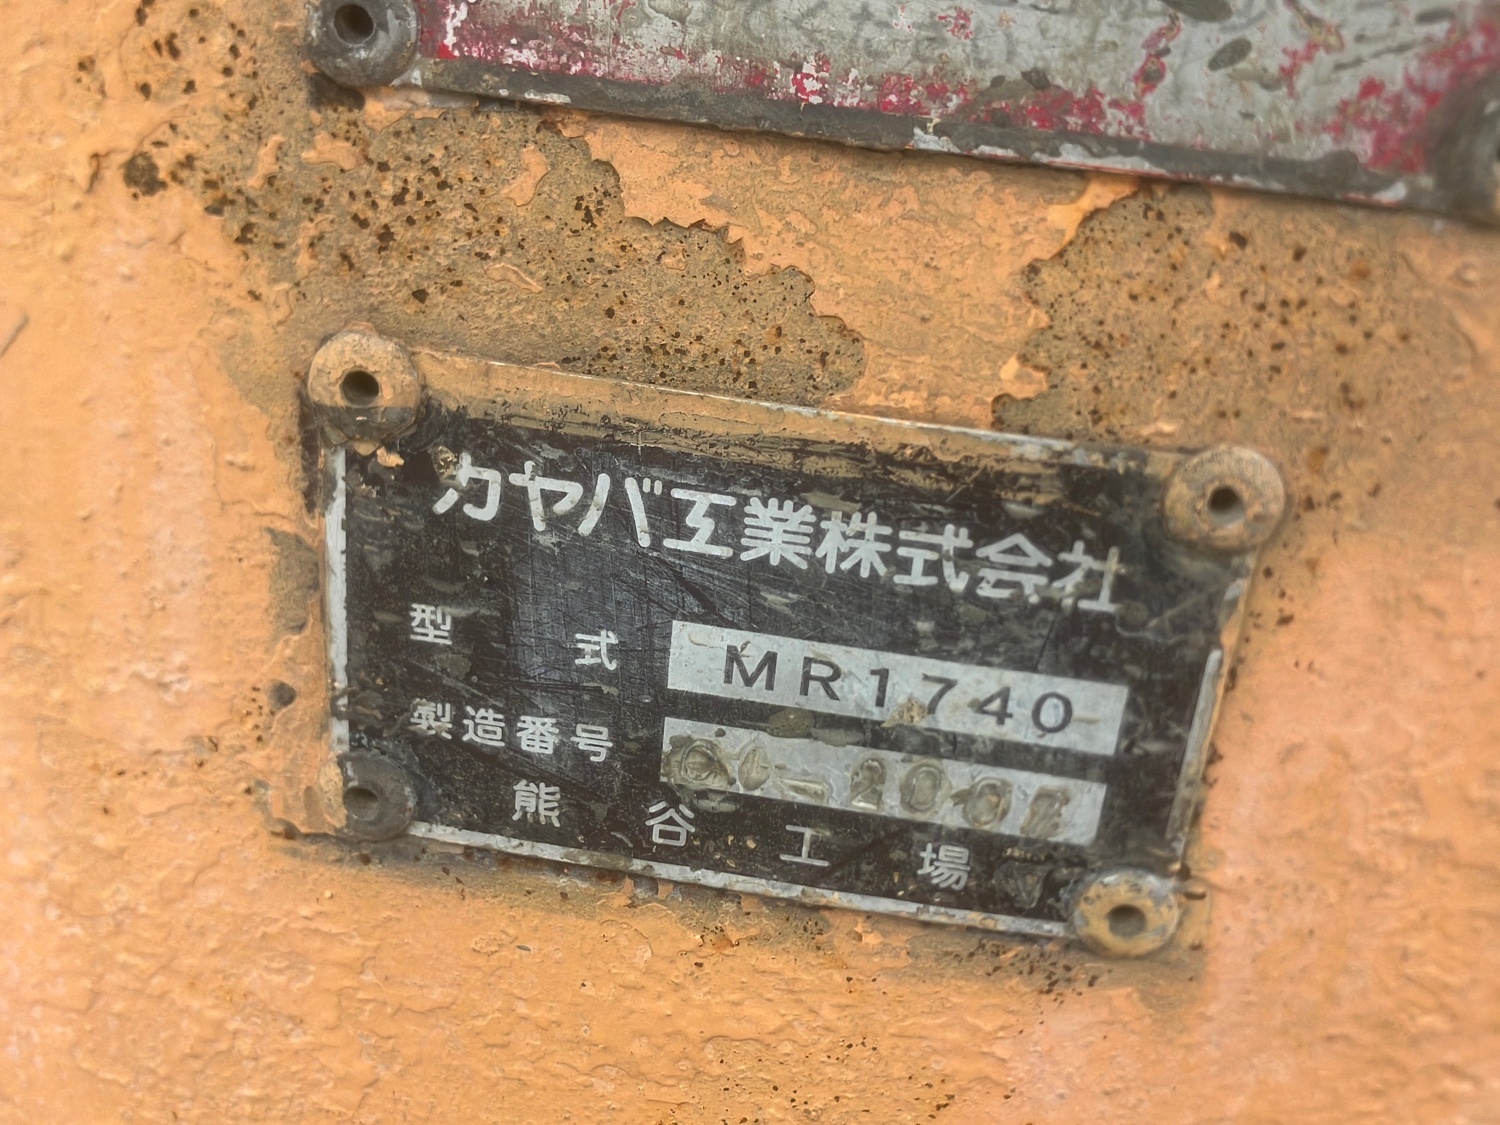 カヤバ工業株式会社
型式 MR1740
製造番号
熊谷工場